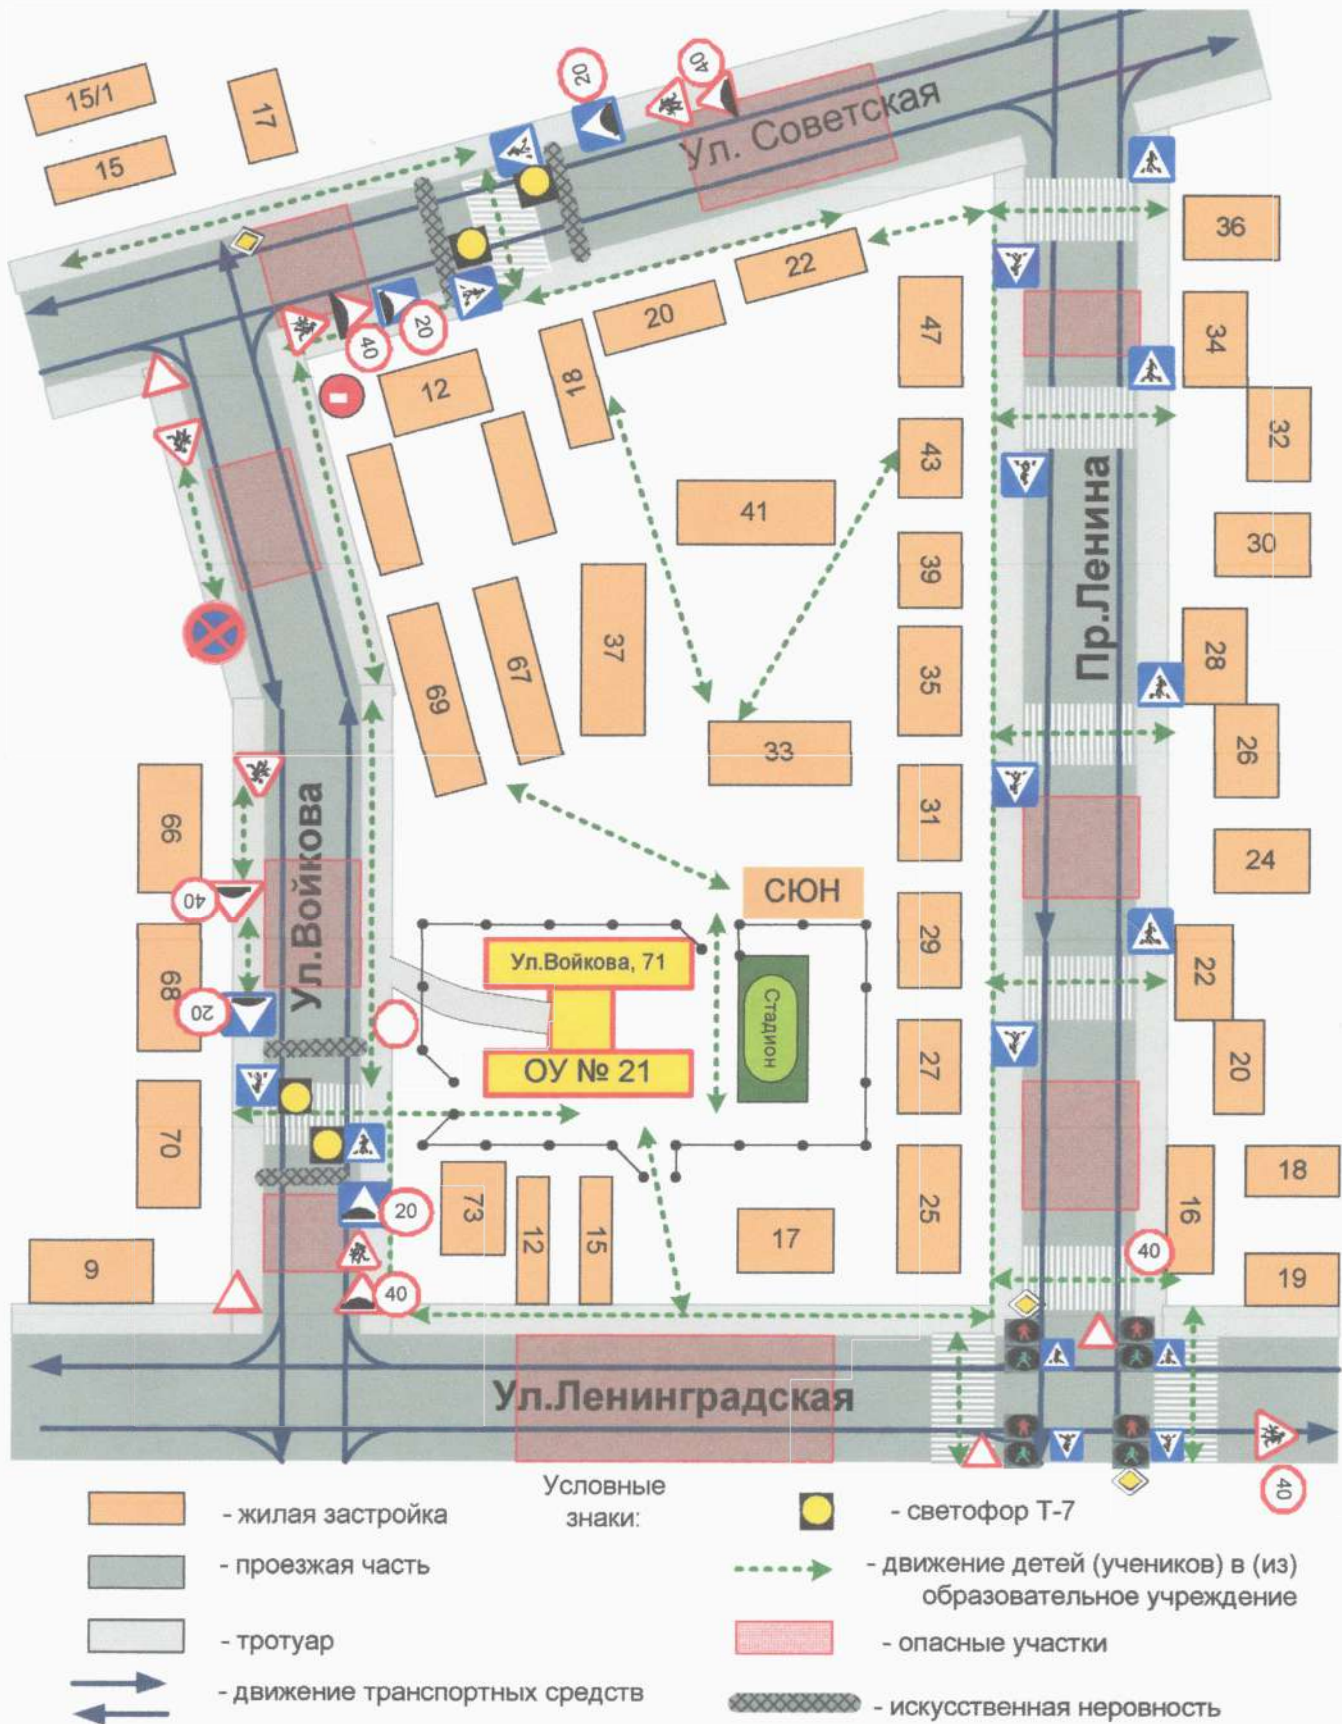 15/1
17
15
20
40
Ул. Советская
36
22
20
47
34
40
20
12
18
43
32
41
Пр.Ленина
30
39
37
35
28
67
69
33
26
66
Ул.Войкова
31
24
СЮН
40
68
29
22
Ул.Войкова, 71
Стадион
20
ОУ № 21
27
20
70
25
18
73
12
15
17
16
20
9
40
40
19
Ул.Ленинградская
40
Условные
знаки:
- жилая застройка
- светофор Т-7
- проезжая часть
- движение детей (учеников) в (из)
образовательное учреждение
- тротуар
- опасные участки
- движение транспортных средств
- искусственная неровность